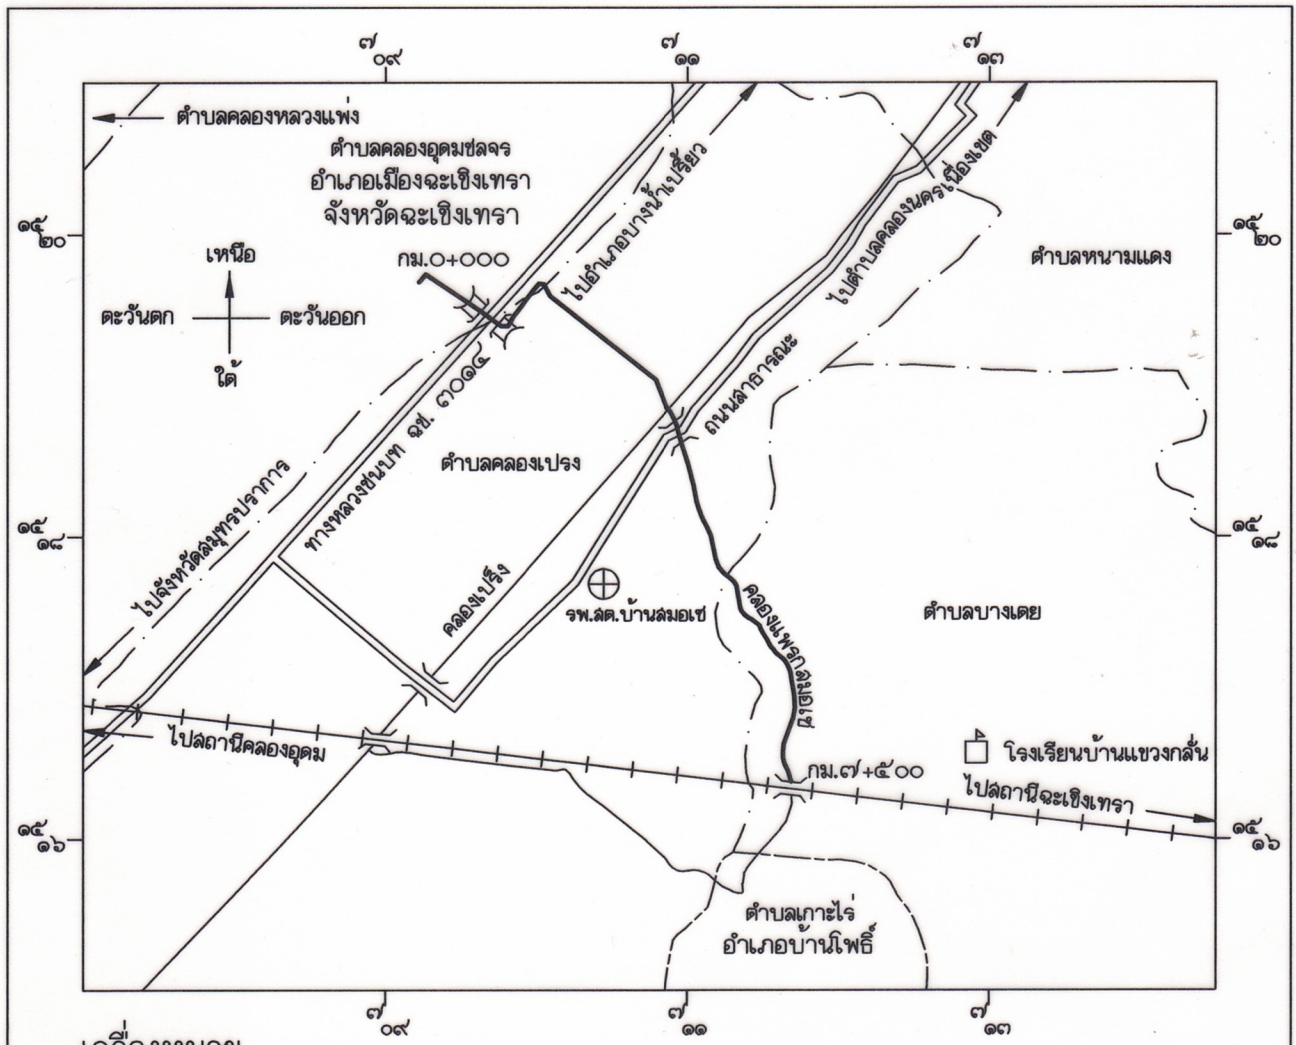 ๗
๐๙
๗
๑๑
๗
๑๓
ตำบลคลองหลวงแพ่ง
ตำบลคลองอุดมชลจร
อำเภอเมืองฉะเชิงเทรา
จังหวัดฉะเชิงเทรา
ไปอำเภอบางน้ำเปรี้ยว
ไปตำบลคลองนครเนื่องเขต
๑๕
๒๐
๑๕
๒๐
เหนือ
กม.๐+๐๐๐
ตำบลหนามแดง
ตะวันตก
ตะวันออก
ใต้
ทางหลวงชนบท ฉช. ๓๐๑๔
ถนนสาธารณะ
ตำบลคลองเปรง
ไปจังหวัดสมุทรปราการ
๑๕
๑๘
๑๕
๑๘
คลองเปร็ง
รพ.สต.บ้านสมอเซ
คลองแพรกสมอเซ
ตำบลบางเตย
ไปสถานีคลองอุดม
โรงเรียนบ้านแขวงกลั่น
กม.๗+๕๐๐
ไปสถานีฉะเชิงเทรา
๑๕
๑๖
๑๕
๑๖
ตำบลเกาะไร่
อำเภอบ้านโพธิ์
๗
๐๙
๗
๑๑
๗
๑๓